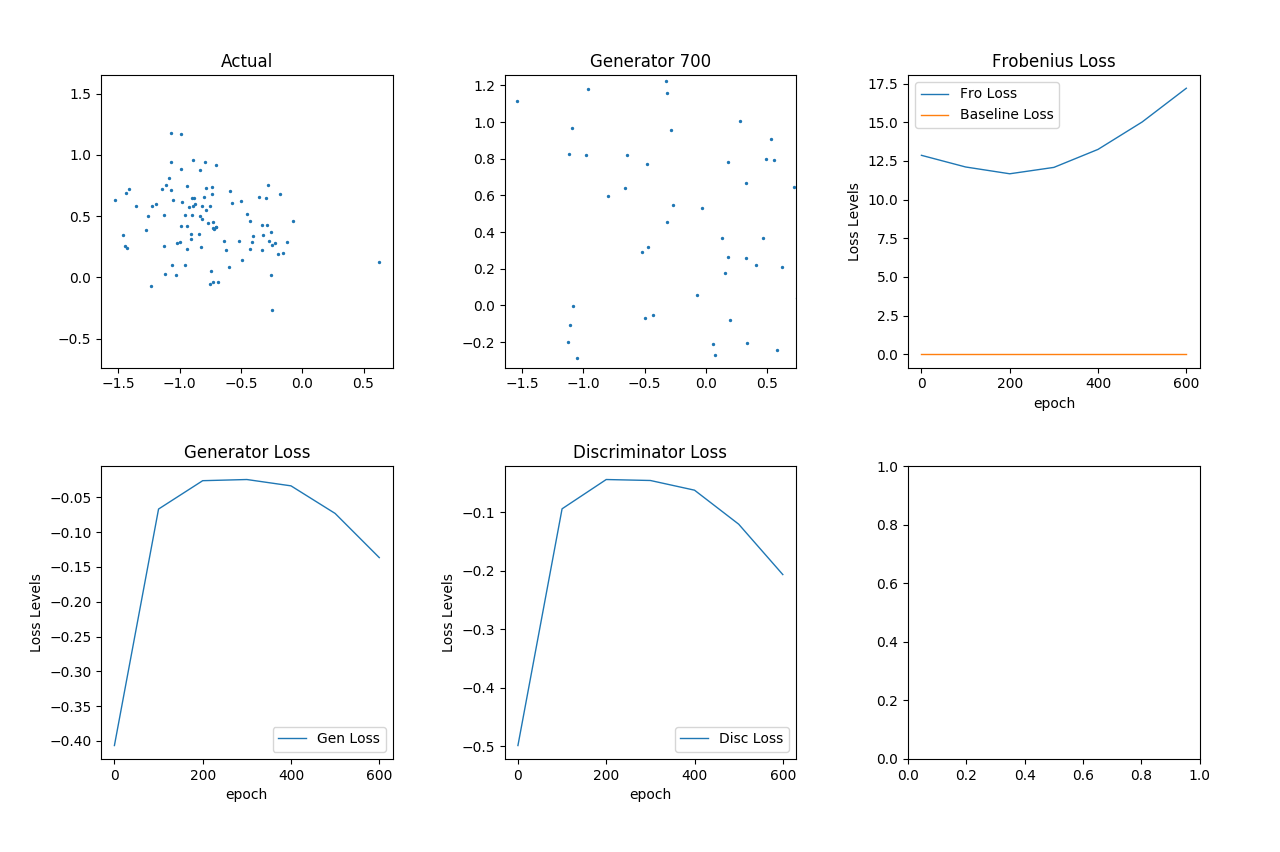 Actual
1.5
1.0
0.5
0.0
−0.5
−1.5 −1.0 −0.5 0.0 0.5
Generator 700
1.2
1.0
0.8
0.6
0.4
0.2
0.0
−0.2
−1.5 −1.0 −0.5 0.0 0.5
Frobenius Loss
Fro Loss
Baseline Loss
Loss Levels
17.5
15.0
12.5
10.0
7.5
5.0
2.5
0.0
0 200 400 600
epoch
Generator Loss
Loss Levels
−0.05
−0.10
−0.15
−0.20
−0.25
−0.30
−0.35
−0.40
Gen Loss
0 200 400 600
epoch
Discriminator Loss
Loss Levels
−0.1
−0.2
−0.3
−0.4
−0.5
Disc Loss
0 200 400 600
epoch
1.0
0.8
0.6
0.4
0.2
0.0
0.0 0.2 0.4 0.6 0.8 1.0